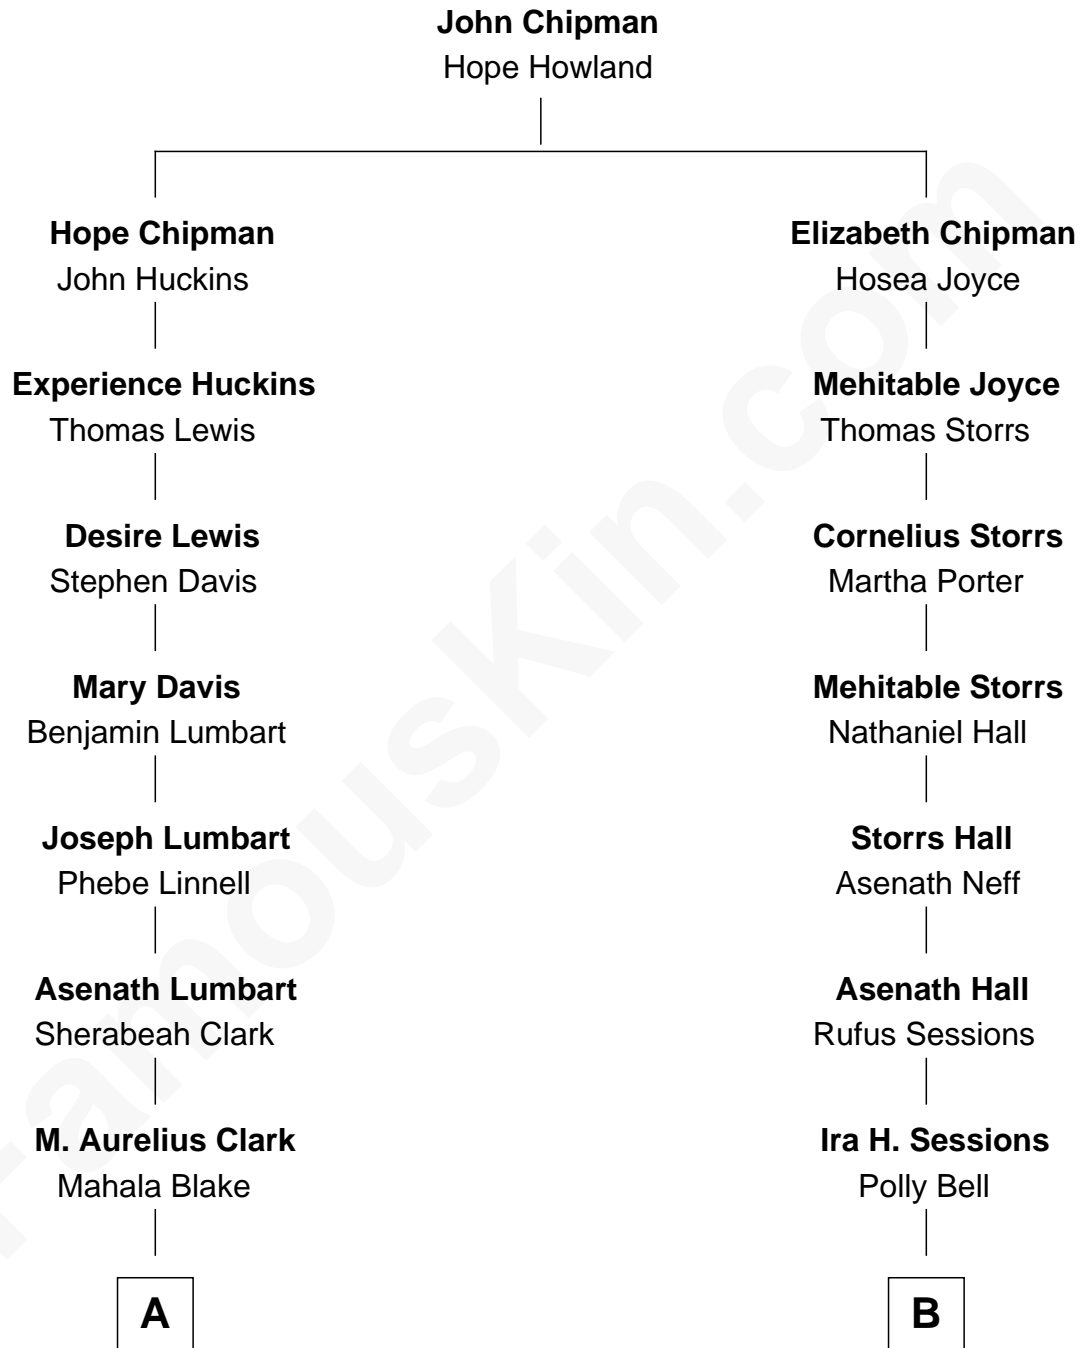 John Chipman
Hope Howland
Hope Chipman
John Huckins
Elizabeth Chipman
Hosea Joyce
Experience Huckins
Thomas Lewis
Mehitable Joyce
Thomas Storrs
Desire Lewis
Stephen Davis
Cornelius Storrs
Martha Porter
Mary Davis
Benjamin Lumbart
Mehitable Storrs
Nathaniel Hall
Joseph Lumbart
Phebe Linnell
Storrs Hall
Asenath Neff
Asenath Lumbart
Sherabeah Clark
Asenath Hall
Rufus Sessions
M. Aurelius Clark
Mahala Blake
Ira H. Sessions
Polly Bell
A
B
FamousKin.com